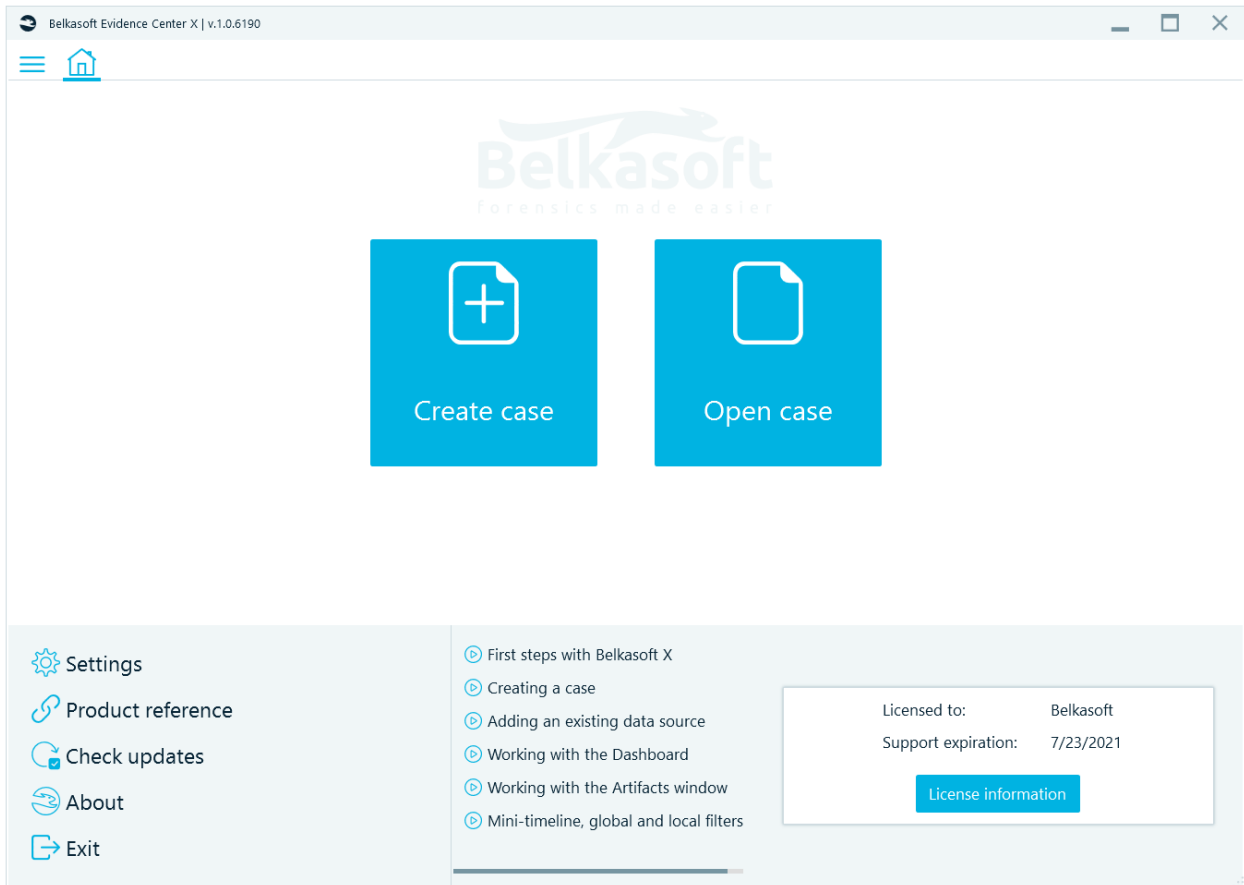 Belkasoft Evidence Center X | v.1.0.6190
Belkasoft
forensics made easier
Create case
Open case
Settings
Product reference
Check updates
About
Exit
First steps with Belkasoft X
Creating a case
Adding an existing data source
Working with the Dashboard
Working with the Artifacts window
Mini-timeline, global and local filters
Licensed to: Belkasoft
Support expiration: 7/23/2021
License information